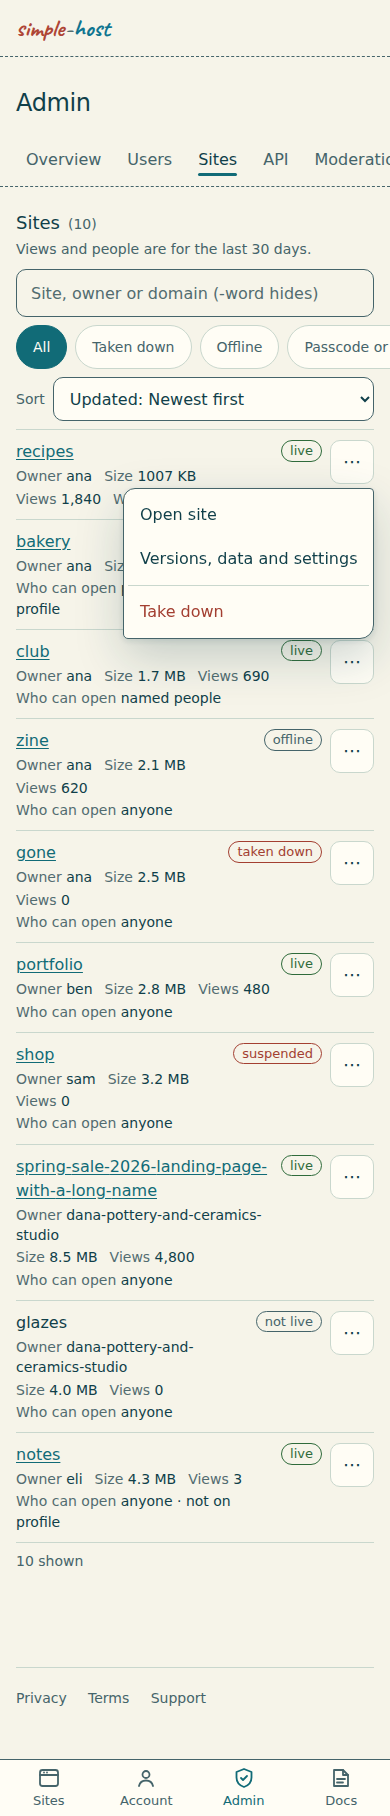 simple-host
Admin
Overview Users Sites API Moderatio
Sites (10)
Views and people are for the last 30 days.
Site, owner or domain (-word hides)
All Taken down Offline Passcode or
Sort Updated: Newest first
recipes live ...
Owner ana Size 1007 KB
Views 1,840
Open site
Versions, data and settings
Take down
bakery
Owner ana
Who can open
profile
club live ...
Owner ana Size 1.7 MB Views 690
Who can open named people
zine offline ...
Owner ana Size 2.1 MB
Views 620
Who can open anyone
gone taken down ...
Owner ana Size 2.5 MB
Views 0
Who can open anyone
portfolio live ...
Owner ben Size 2.8 MB Views 480
Who can open anyone
shop suspended ...
Owner sam Size 3.2 MB
Views 0
Who can open anyone
spring-sale-2026-landing-page- live ...
with-a-long-name
Owner dana-pottery-and-ceramics-
studio
Size 8.5 MB Views 4,800
Who can open anyone
glazes not live ...
Owner dana-pottery-and-
ceramics-studio
Size 4.0 MB Views 0
Who can open anyone
notes live ...
Owner eli Size 4.3 MB Views 3
Who can open anyone · not on
profile
10 shown
Privacy Terms Support
Sites Account Admin Docs